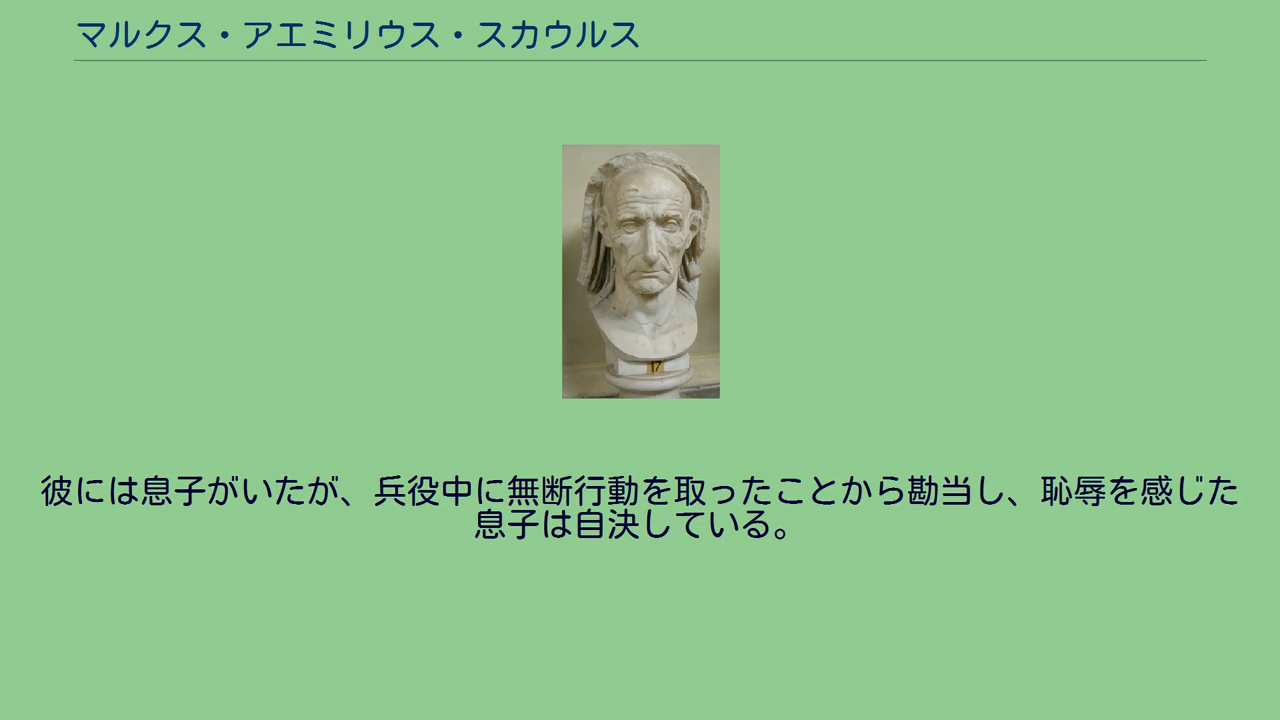 マルクス・アエミリウス・スカウルス
17
彼には息子がいたが、兵役中に無断行動を取ったことから勘当し、恥辱を感じた
息子は自決している。